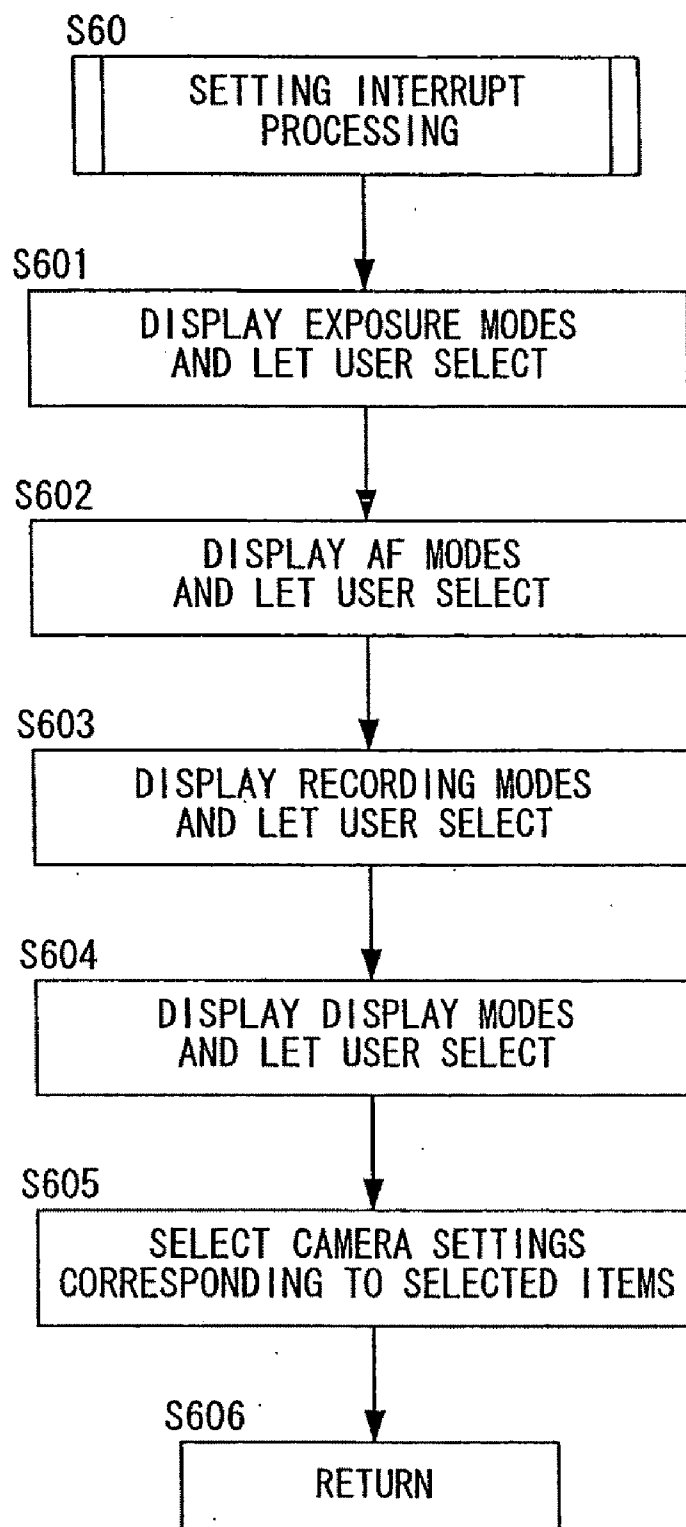 S60
SETTING INTERRUPT
PROCESSING
S601
DISPLAY EXPOSURE MODES
AND LET USER SELECT
S602
DISPLAY AF MODES
AND LET USER SELECT
S603
DISPLAY RECORDING MODES
AND LET USER SELECT
S604
DISPLAY DISPLAY MODES
AND LET USER SELECT
S605
SELECT CAMERA SETTINGS
CORRESPONDING TO SELECTED ITEMS
S606
RETURN